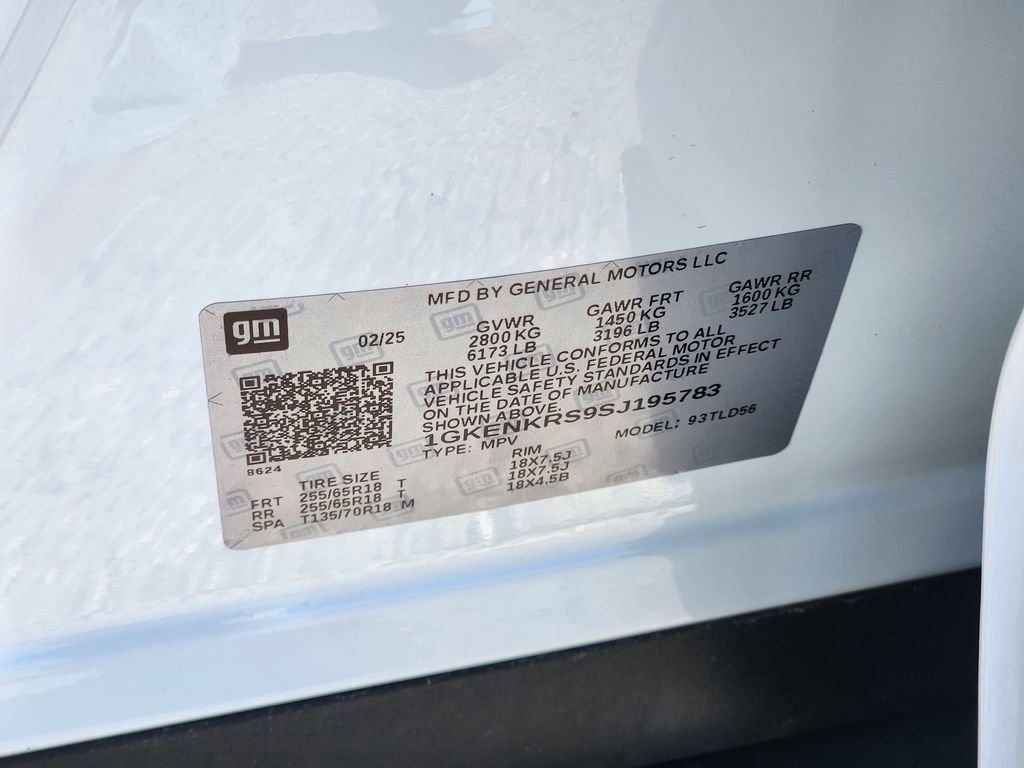 MFD BY GENERAL MOTORS LLC
gm
02/25
GVWR GAWR FRT GAWR RR
2800 KG 1450 KG 1600 KG
6173 LB 3196 LB 3527 LB
THIS VEHICLE CONFORMS TO ALL
APPLICABLE U.S. FEDERAL MOTOR
VEHICLE SAFETY STANDARDS IN EFFECT
ON THE DATE OF MANUFACTURE
SHOWN ABOVE.
1GKENKRS9SJ195783
TYPE: MPV MODEL: 93TLD56
8624
TIRE SIZE RIM
FRT 255/65R18 T 18X7.5J
RR 255/65R18 T 18X7.5J
SPA T135/70R18 M 18X4.5B